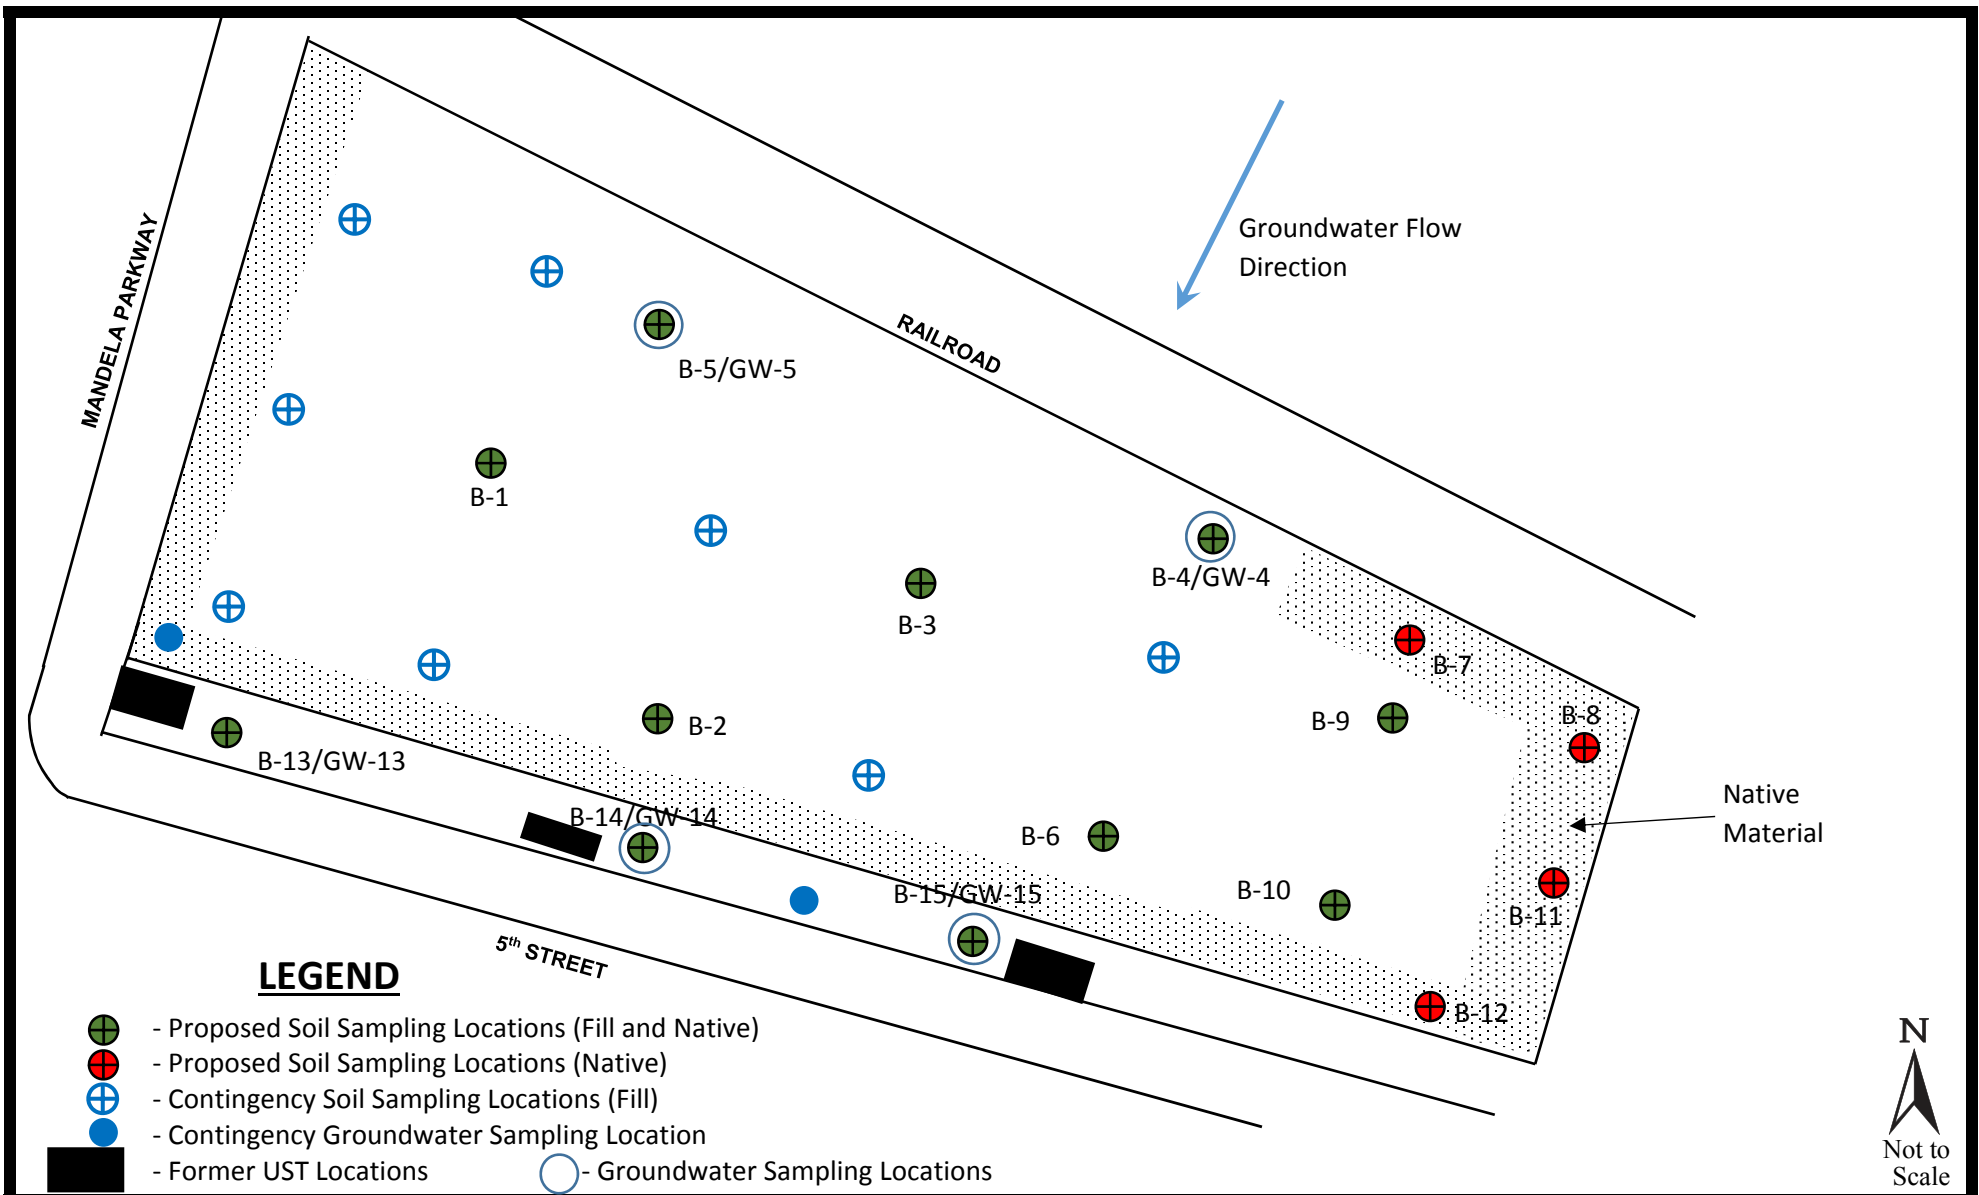 Groundwater Flow
Direction
MANDELA PARKWAY
RAILROAD
B-5/GW-5
B-1
B-4/GW-4
B-3
B-7
B-8
B-2
B-9
B-13/GW-13
Native
Material
B-14/GW-14
B-6
B-15/GW-15
B-10
B-11
5th STREET
B-12
LEGEND
- Proposed Soil Sampling Locations (Fill and Native)
- Proposed Soil Sampling Locations (Native)
- Contingency Soil Sampling Locations (Fill)
- Contingency Groundwater Sampling Location
- Former UST Locations
- Groundwater Sampling Locations
N
Not to
Scale